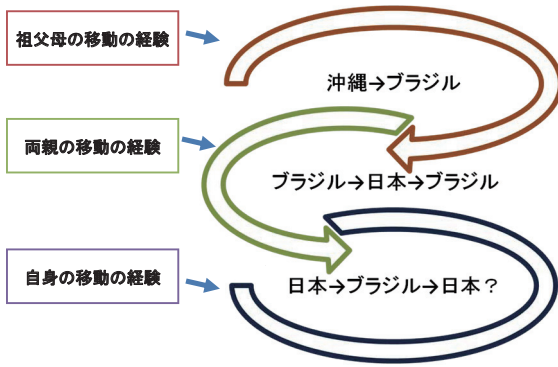 祖父母の移動の経験
沖縄→ブラジル
両親の移動の経験
ブラジル→日本→ブラジル
自身の移動の経験
日本→ブラジル→日本？